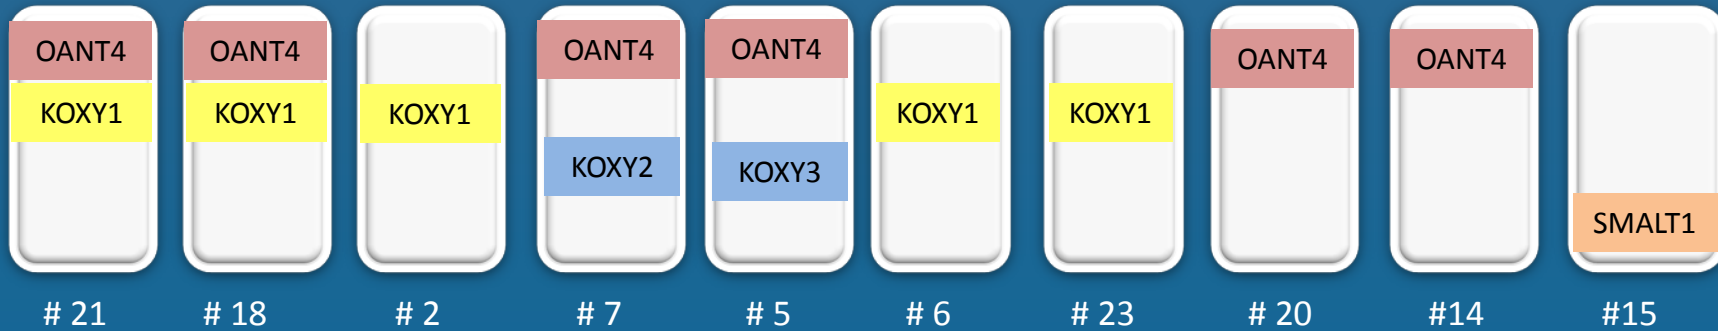 OANT4 OANT4 OANT4 OANT4 OANT4 OANT4
KOXY1 KOXY1 KOXY1 KOXY1 KOXY1
KOXY2 KOXY3
SMALT1
# 21 # 18 # 2 # 7 # 5 # 6 # 23 # 20 #14 #15